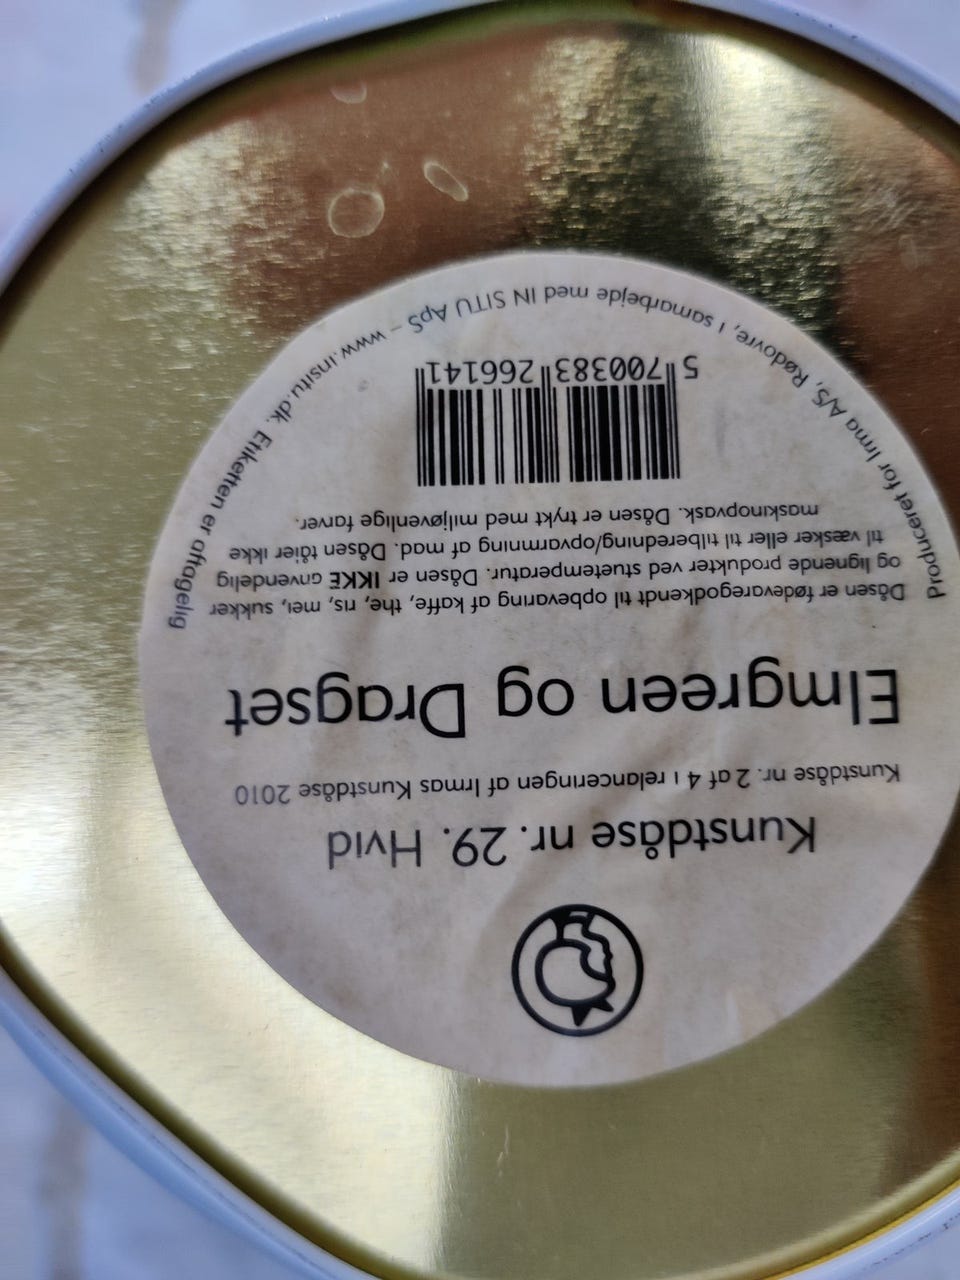 Kunstdåse nr. 29. Hvid
Kunstdåse nr. 2 af 4 i relanceringen af Irmas Kunstdåse 2010
Elmgreen og Dragset
Dåsen er fødevaregodkendt til opbevaring af kaffe, the, ris, mel, sukker
og lignende produkter ved stuetemperatur. Dåsen er IKKE anvendelig
til væsker eller til tilberedning/opvarmning af mad. Dåsen tåler ikke
maskinopvask. Dåsen er trykt med miljøvenlige farver.
5 700383 266141
Produceret for Irma A/S, Rødovre, i samarbejde med IN SITU ApS – www.insitu.dk. Etiketten er aftagelig